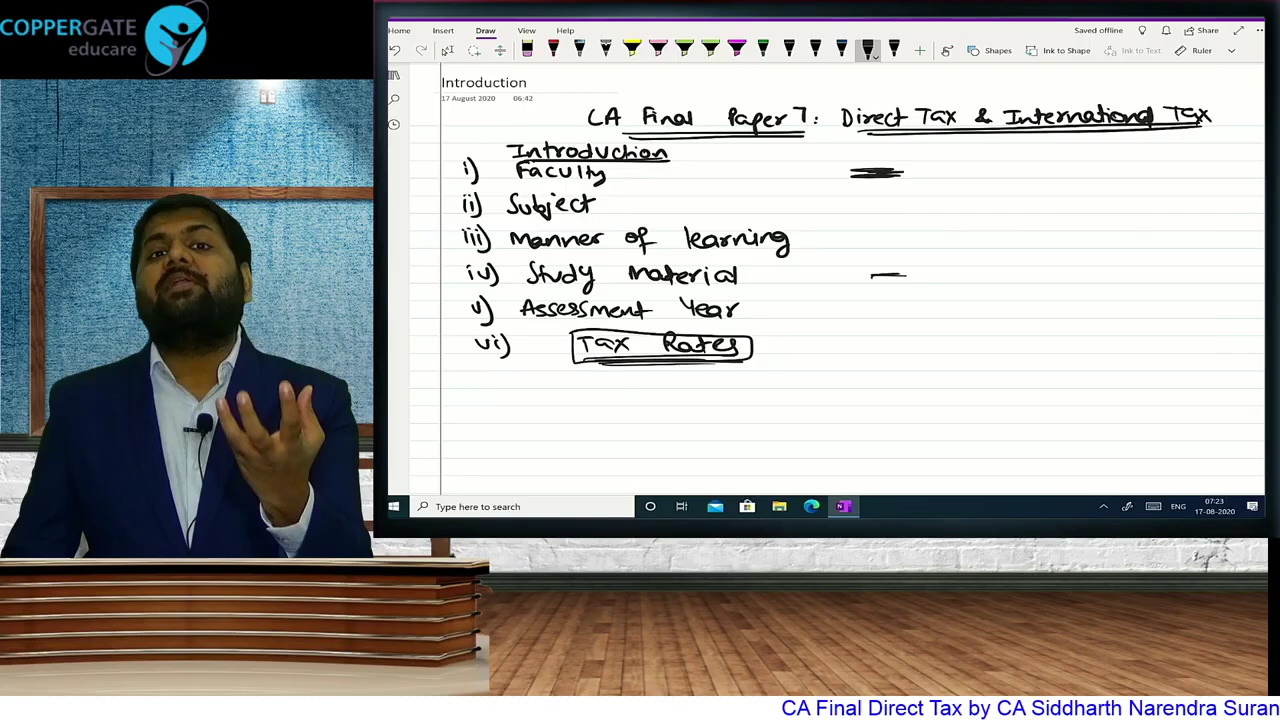 COPPERGATE
educare
Home Insert Draw View Help
Saved offline Share
Shapes Ink to Shape Ink to Text Ruler
Introduction
17 August 2020 06:42
CA Final Paper 7: Direct Tax & International Tax
Introduction
i) Faculty
ii) Subject
iii) Manner of learning
iv) Study Material
v) Assessment Year
vi) Tax Rates
Type here to search
ENG
07:23
17-08-2020
CA Final Direct Tax by CA Siddharth Narendra Suran